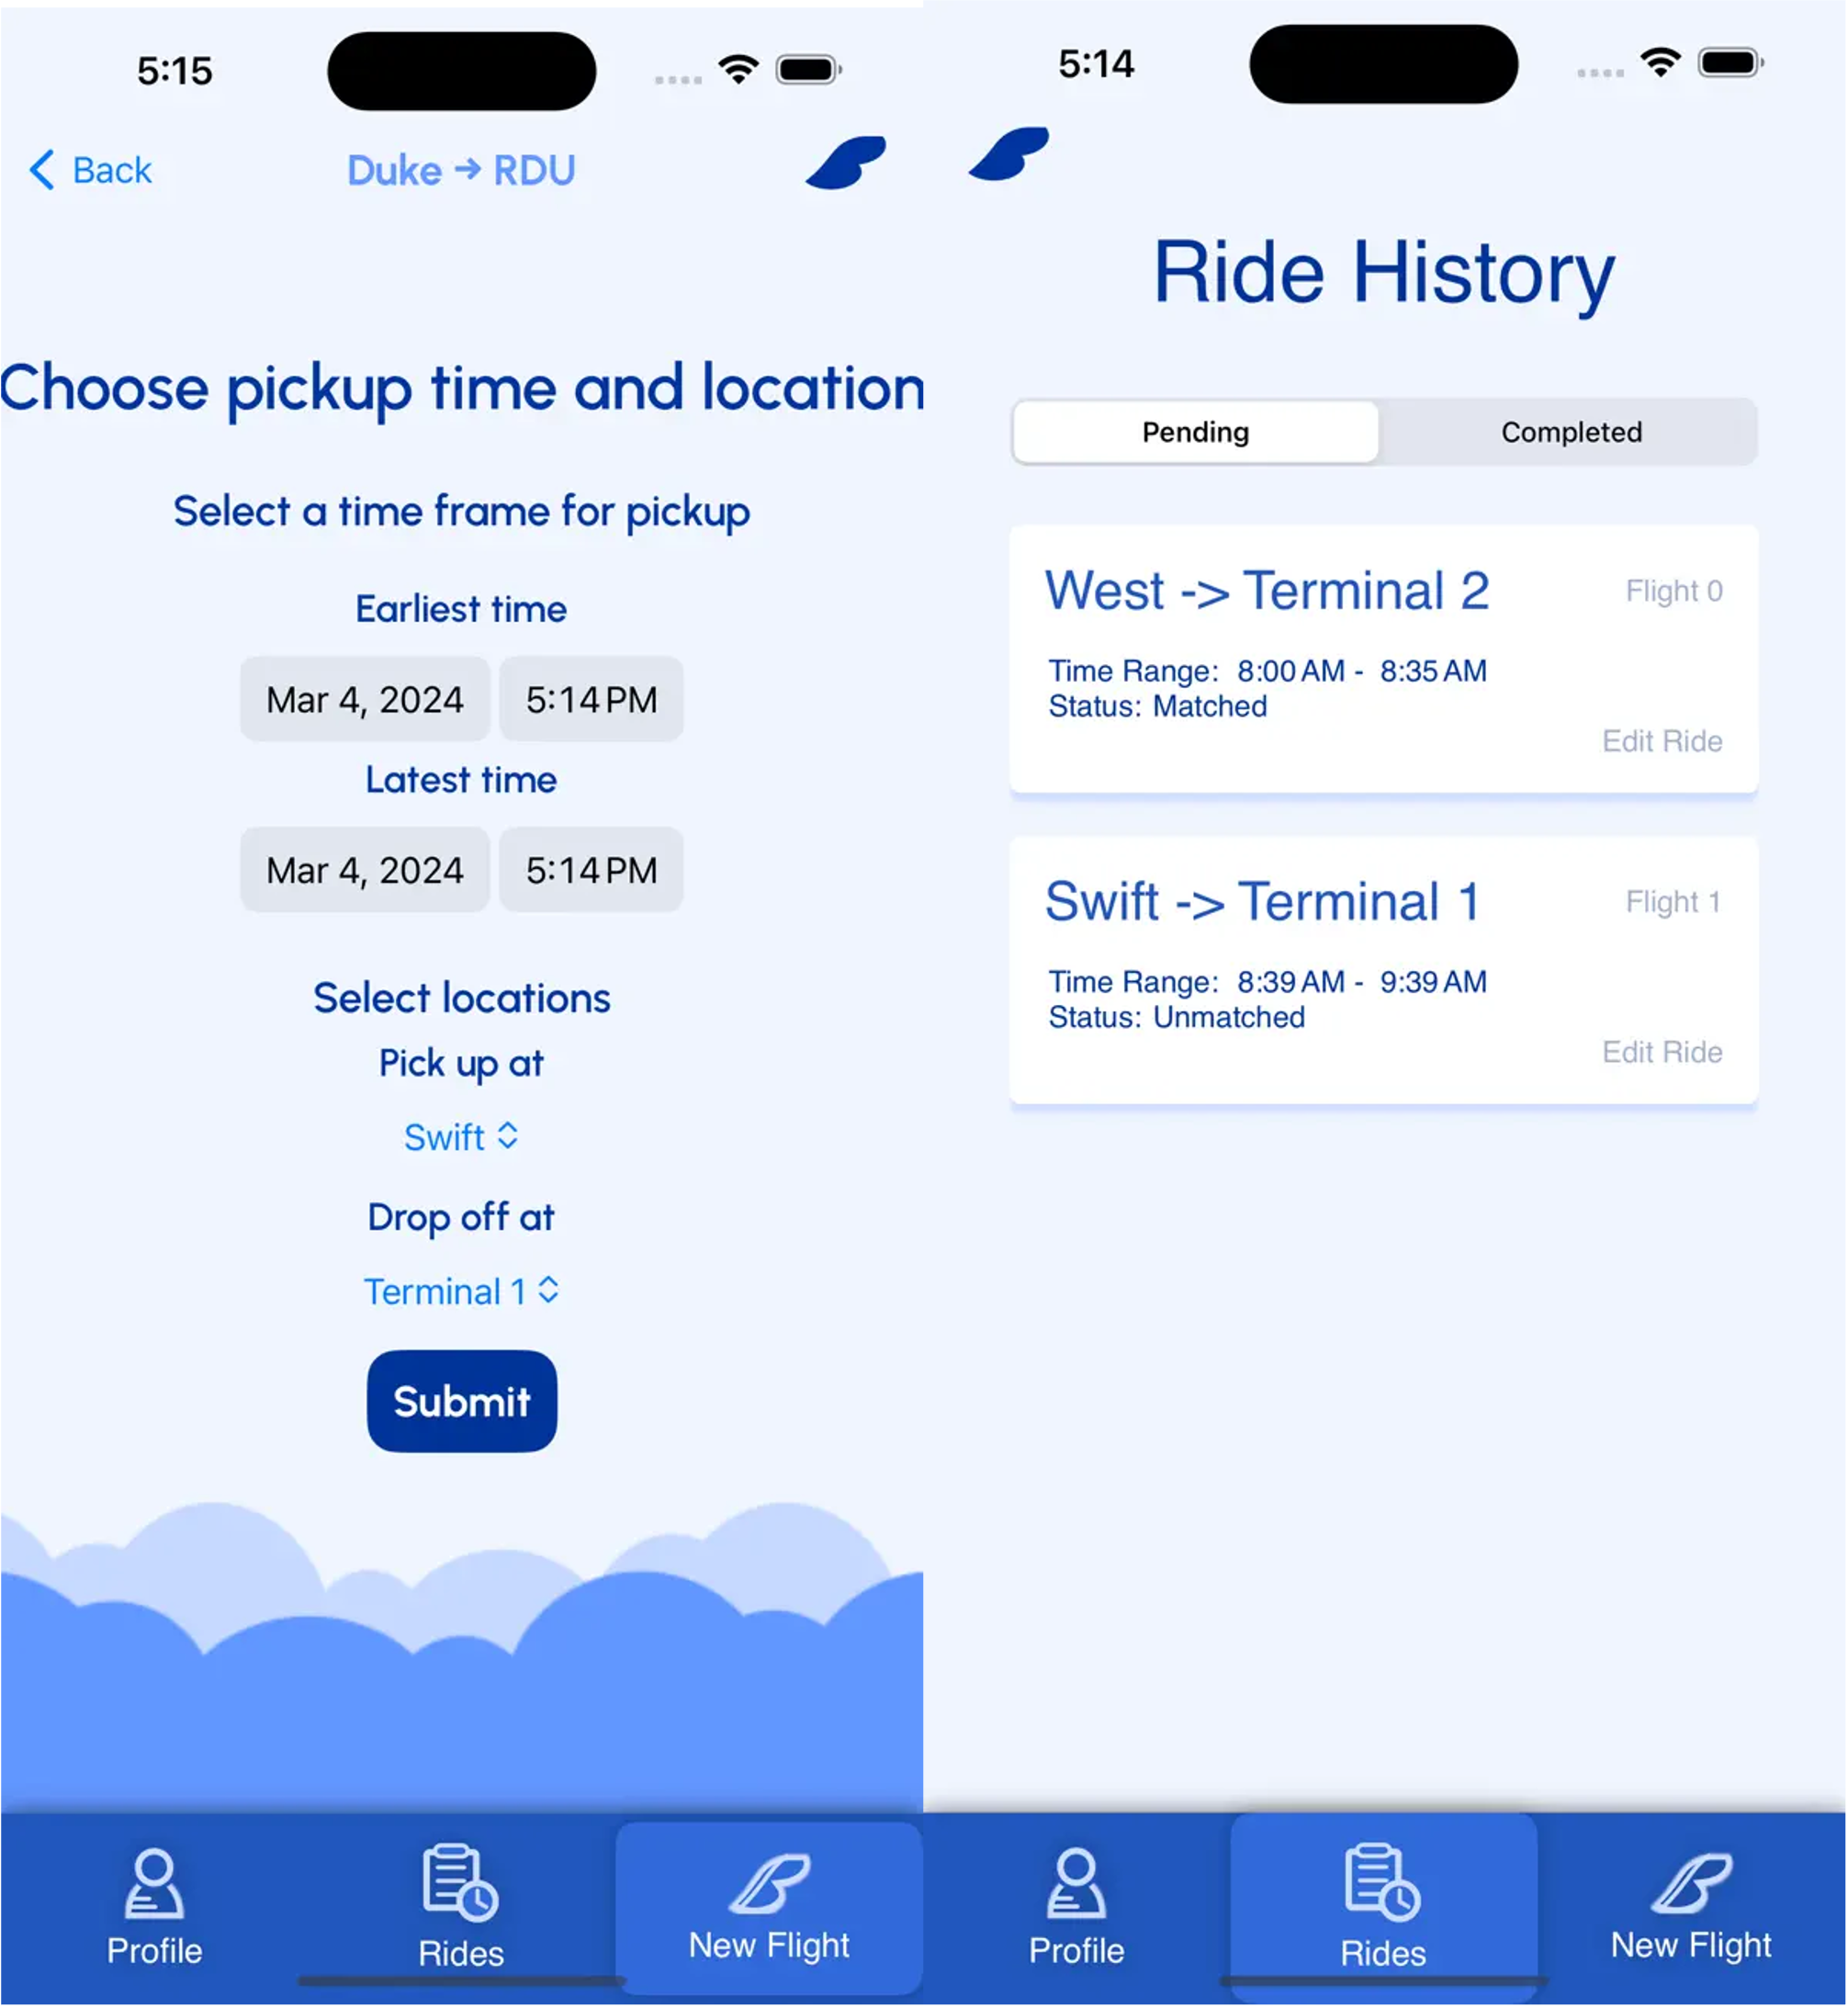 5:15
Back
Duke → RDU
Choose pickup time and location
Select a time frame for pickup
Earliest time
Mar 4, 2024 5:14 PM
Latest time
Mar 4, 2024 5:14 PM
Select locations
Pick up at
Swift
Drop off at
Terminal 1
Submit
Profile
Rides
New Flight
5:14
Ride History
Pending Completed
West -> Terminal 2 Flight 0
Time Range: 8:00 AM - 8:35 AM
Status: Matched
Edit Ride
Swift -> Terminal 1 Flight 1
Time Range: 8:39 AM - 9:39 AM
Status: Unmatched
Edit Ride
Profile
Rides
New Flight